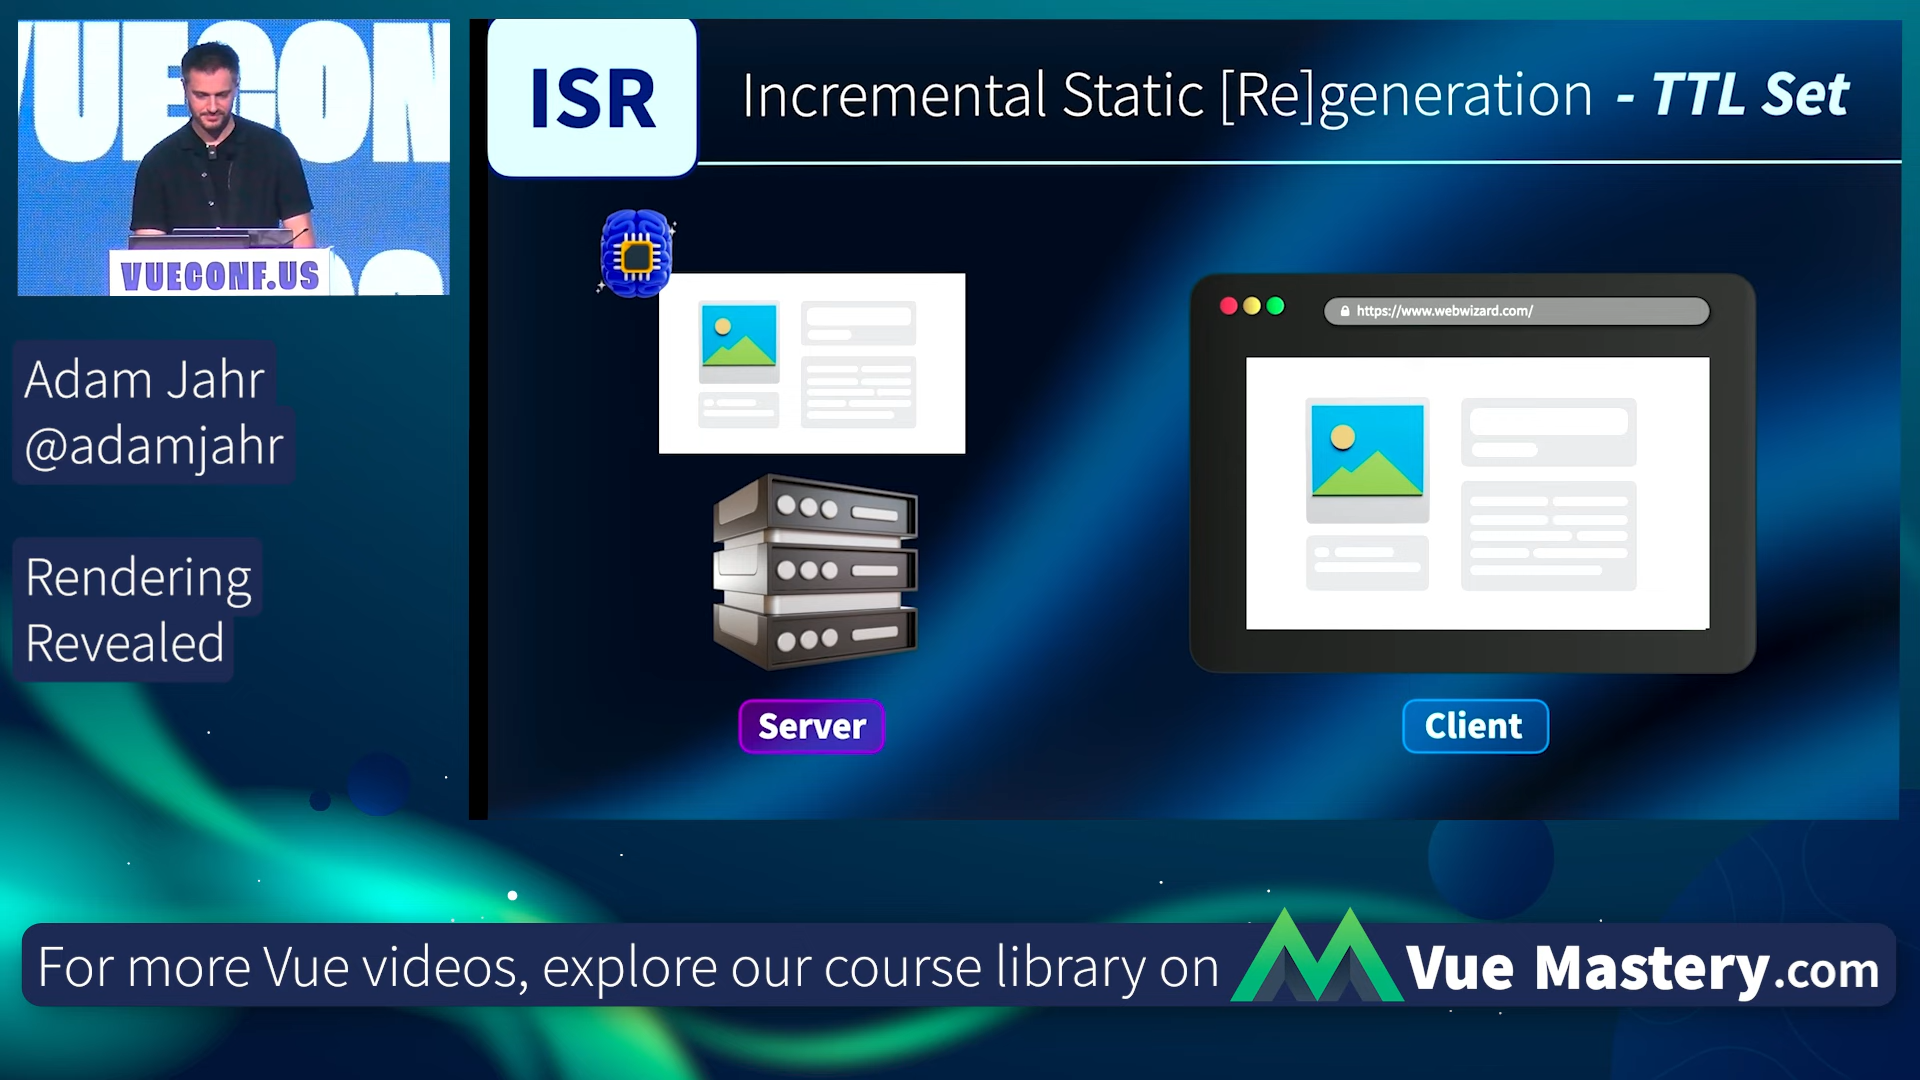 VUECONF
VUECONF.US
Adam Jahr
@adamjahr
Rendering
Revealed
ISR
Incremental Static [Re]generation - TTL Set
https://www.webwizard.com/
Server
Client
For more Vue videos, explore our course library on Vue Mastery.com